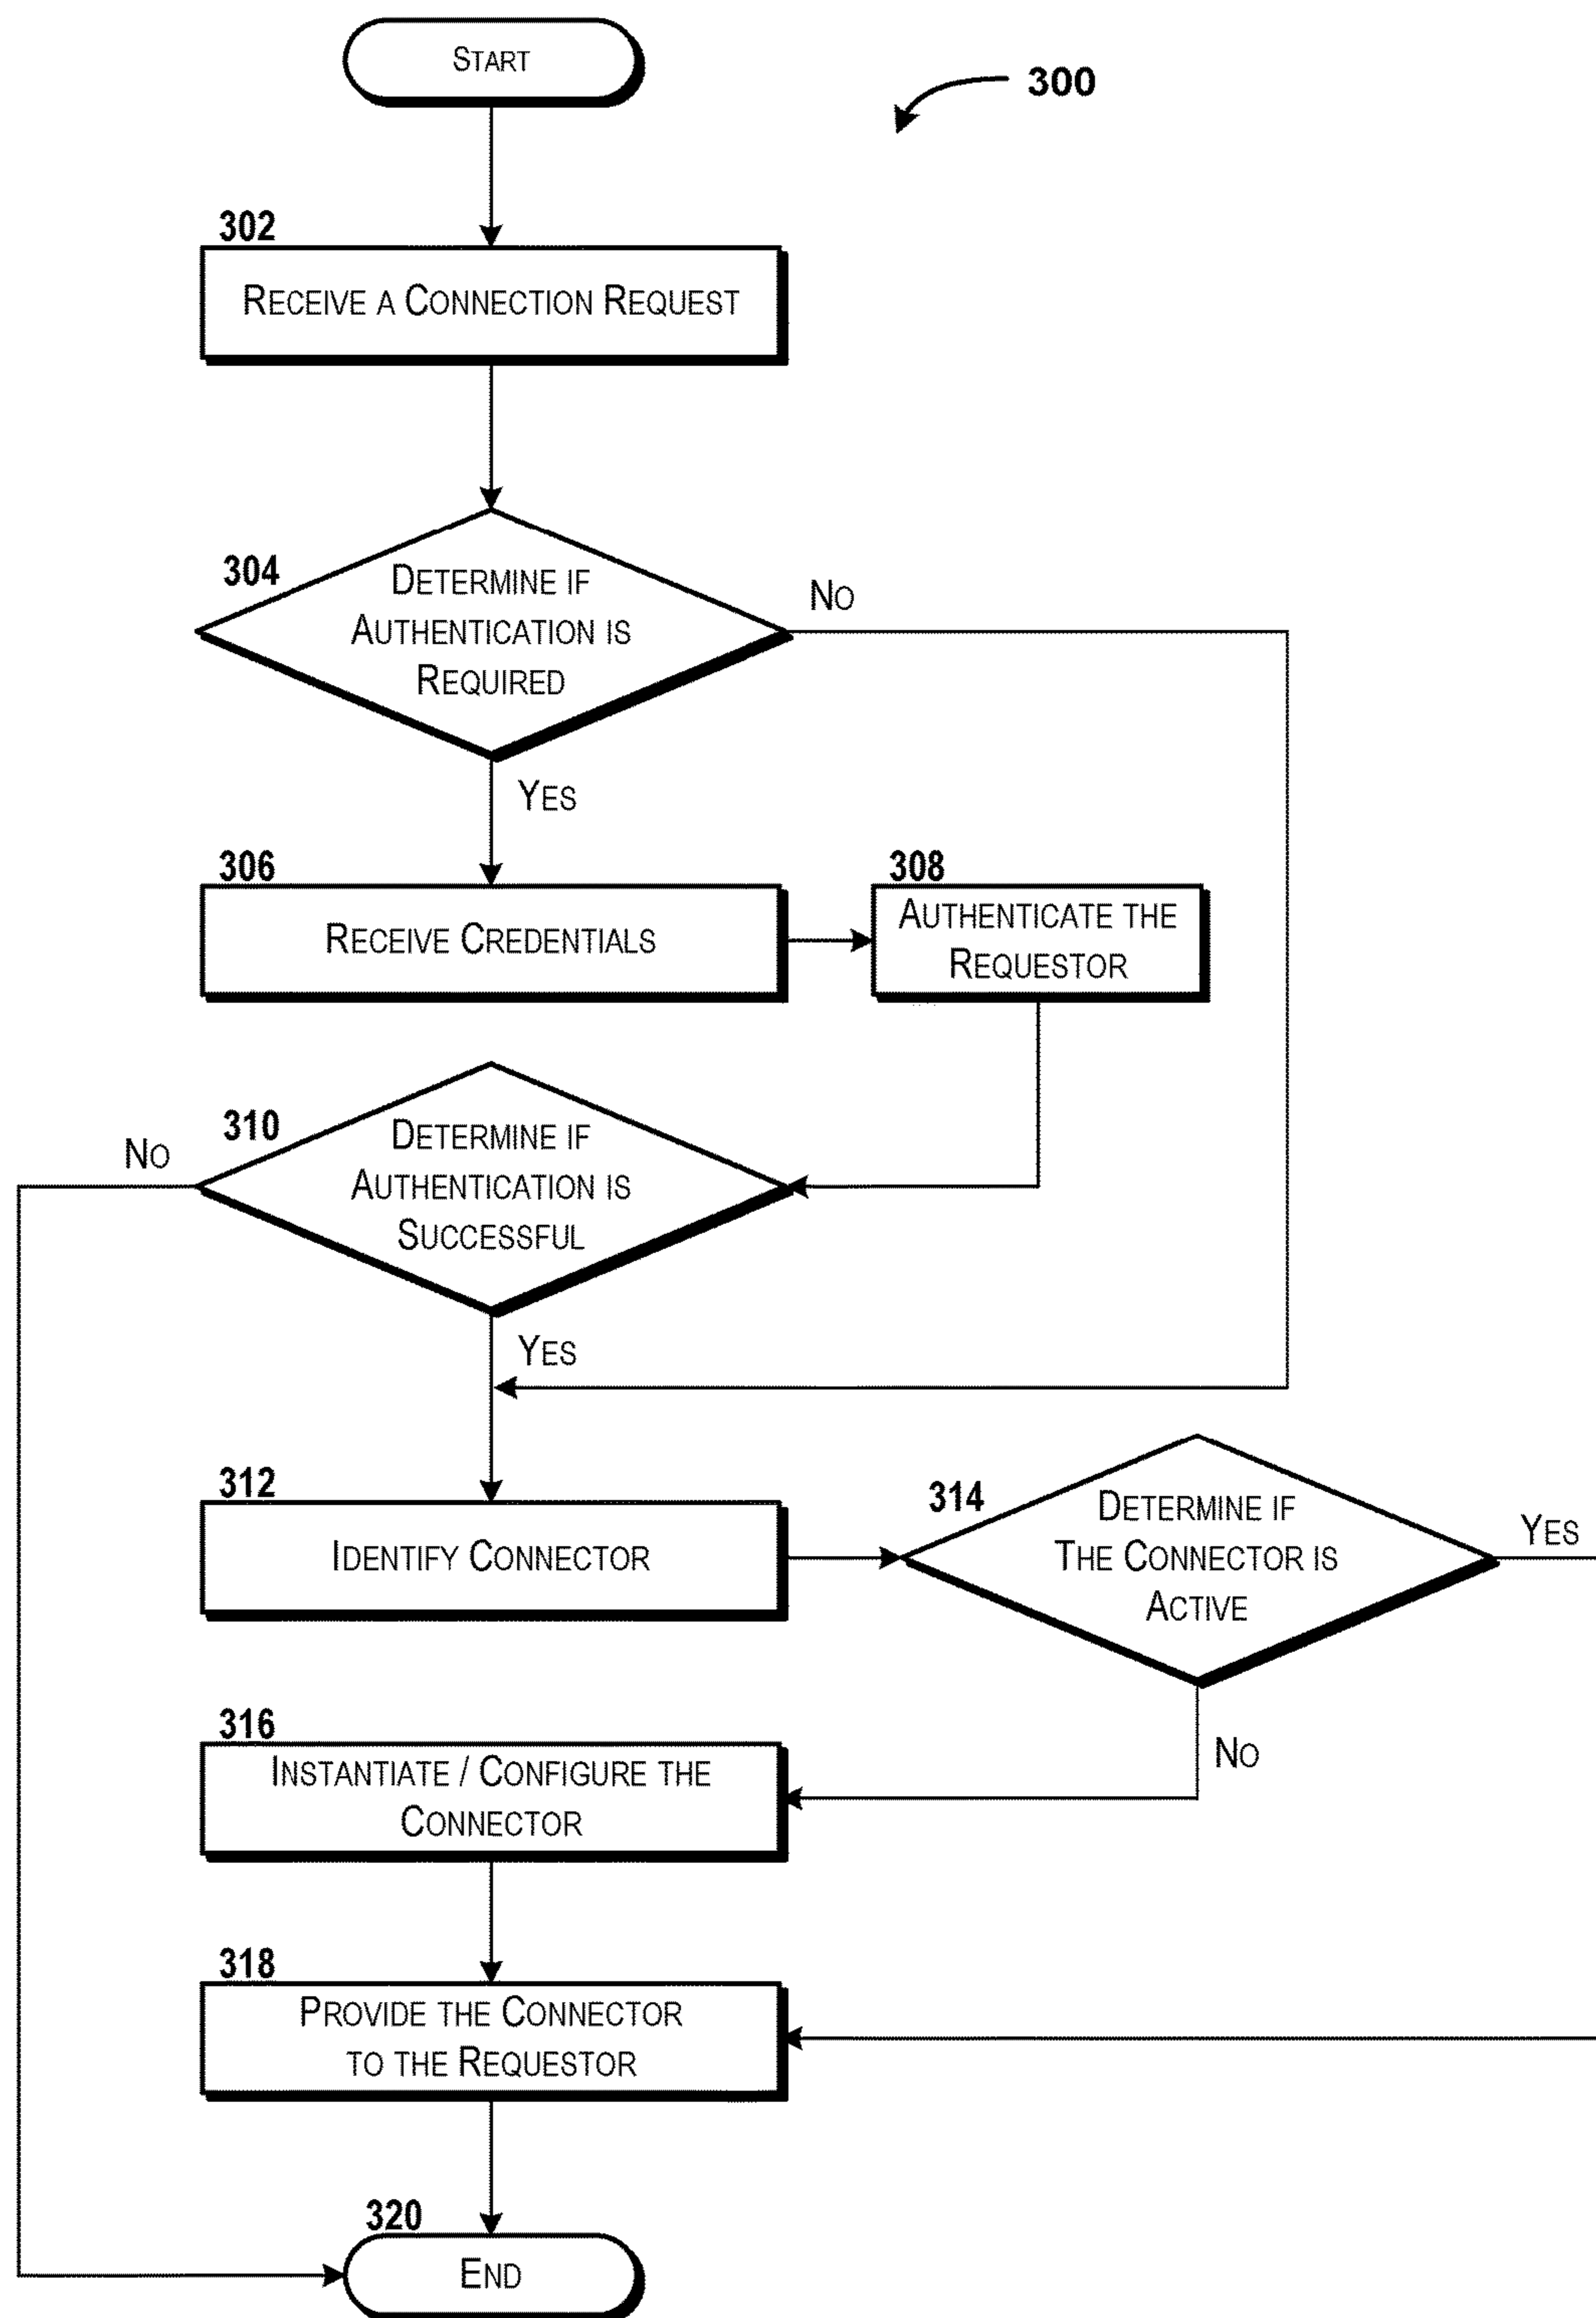 START
300
302
RECEIVE A CONNECTION REQUEST
304
DETERMINE IF
AUTHENTICATION IS
REQUIRED
NO
YES
306
RECEIVE CREDENTIALS
308
AUTHENTICATE THE
REQUESTOR
310
DETERMINE IF
AUTHENTICATION IS
SUCCESSFUL
NO
YES
312
IDENTIFY CONNECTOR
314
DETERMINE IF
THE CONNECTOR IS
ACTIVE
YES
NO
316
INSTANTIATE / CONFIGURE THE
CONNECTOR
318
PROVIDE THE CONNECTOR
TO THE REQUESTOR
320
END